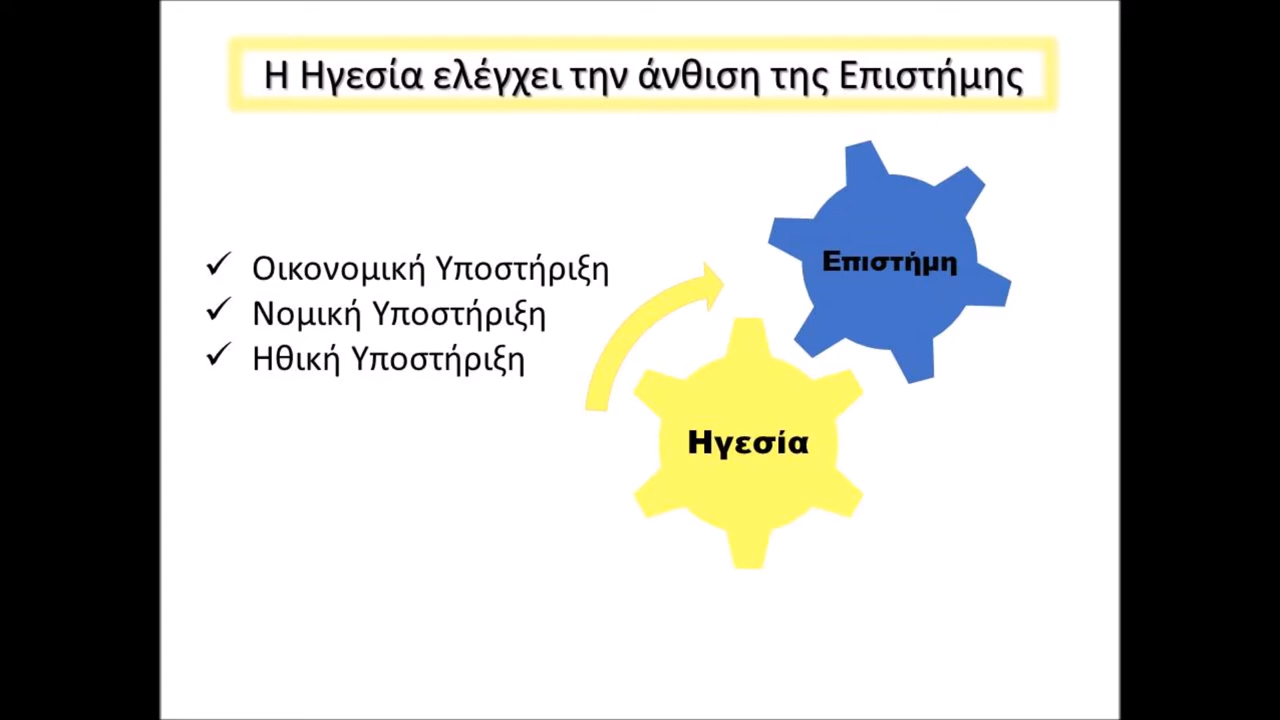 Η Ηγεσία ελέγχει την άνθιση της Επιστήμης
Οικονομική Υποστήριξη
Νομική Υποστήριξη
Ηθική Υποστήριξη
Επιστήμη
Ηγεσία